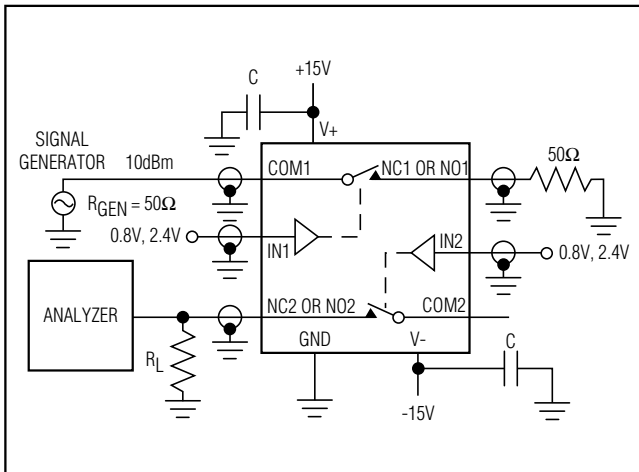 +15V
C
V+
SIGNAL
GENERATOR 10dBm
COM1
NC1 OR NO1
50Ω
RGEN = 50Ω
0.8V, 2.4V
IN1
IN2
0.8V, 2.4V
ANALYZER
NC2 OR NO2
COM2
RL
GND
V-
C
-15V